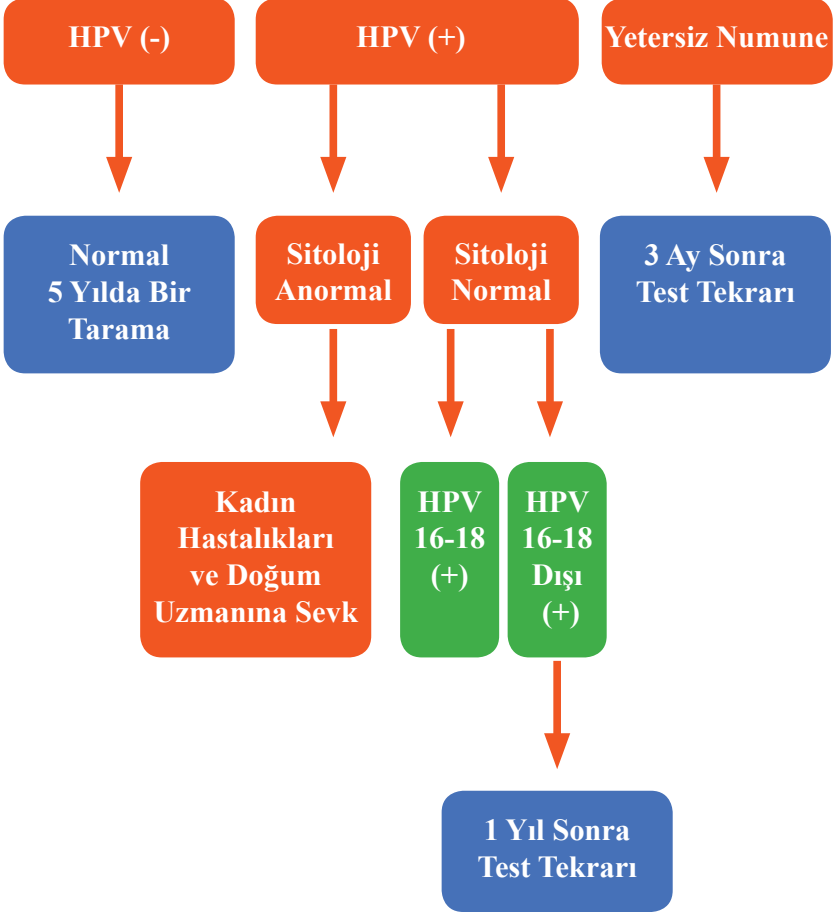 HPV (-)
HPV (+)
Yetersiz Numune
Normal
5 Yılda Bir
Tarama
Sitoloji
Anormal
Sitoloji
Normal
3 Ay Sonra
Test Tekrarı
Kadın
Hastalıkları
ve Doğum
Uzmanına Sevk
HPV
16-18
(+)
HPV
16-18
Dışı
(+)
1 Yıl Sonra
Test Tekrarı